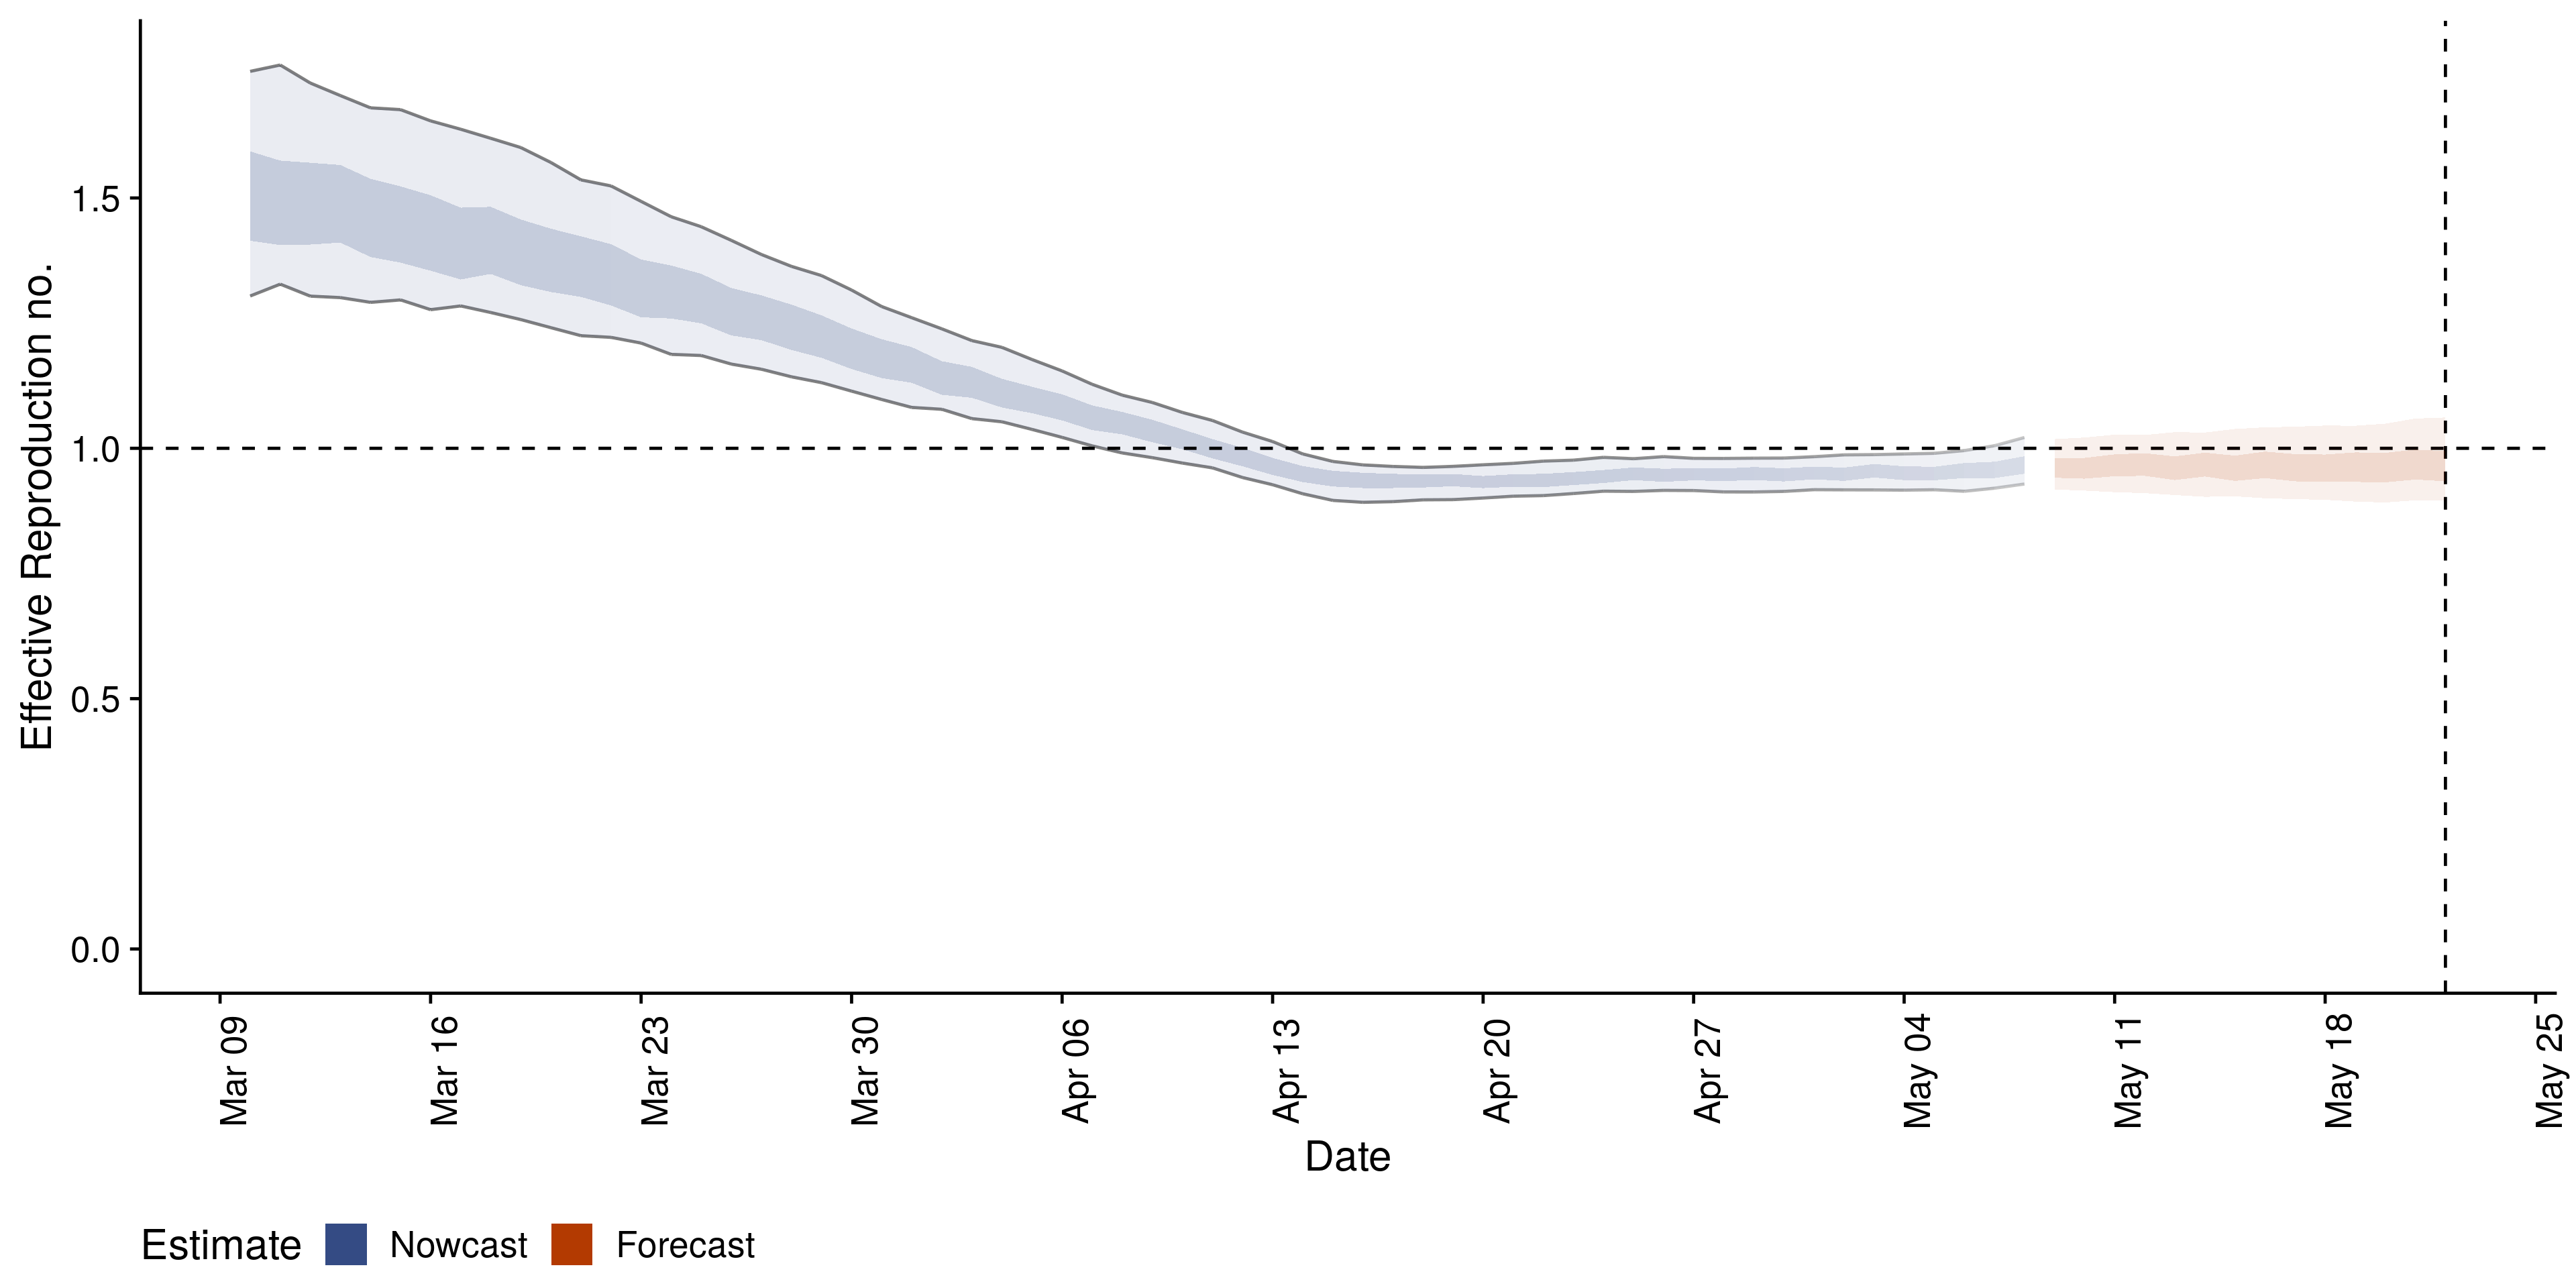 Effective Reproduction no.
1.5
1.0
0.5
0.0
Mar 09
Mar 16
Mar 23
Mar 30
Apr 06
Apr 13
Apr 20
Apr 27
May 04
May 11
May 18
May 25
Date
Estimate Nowcast Forecast